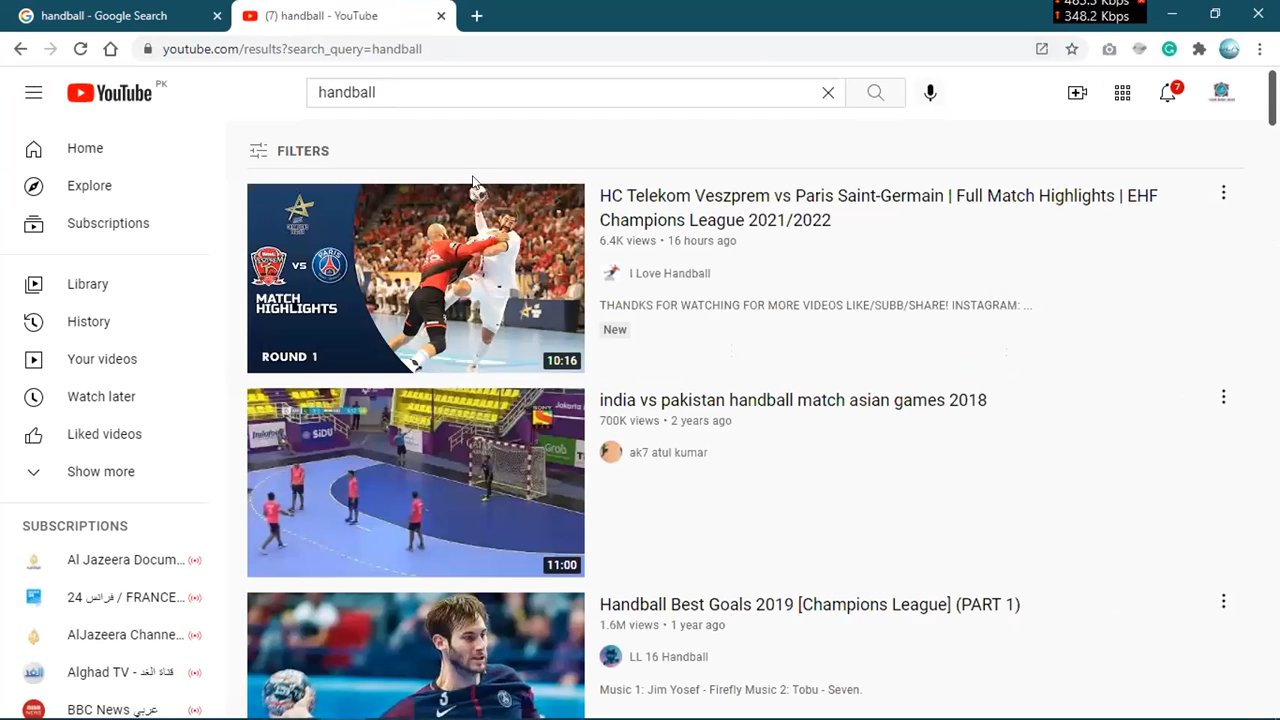 handball - Google Search
(7) handball - YouTube
348.2 Kbps
youtube.com/results?search_query=handball
YouTube PK
handball
7
Home
Explore
Subscriptions
Library
History
Your videos
Watch later
Liked videos
Show more
SUBSCRIPTIONS
Al Jazeera Docum...
فرانس 24 / FRANCE...
AlJazeera Channe...
Alghad TV - قناة الغد
BBC News عربي
FILTERS
VS
PARIS
MATCH
HIGHLIGHTS
ROUND 1
10:16
HC Telekom Veszprem vs Paris Saint-Germain | Full Match Highlights | EHF
Champions League 2021/2022
6.4K views • 16 hours ago
I Love Handball
THANKS FOR WATCHING FOR MORE VIDEOS LIKE/SUBB/SHARE! INSTAGRAM: ...
New
SONY
SiDU
Grab
11:00
india vs pakistan handball match asian games 2018
700K views • 2 years ago
ak7 atul kumar
Handball Best Goals 2019 [Champions League] (PART 1)
1.6M views • 1 year ago
LL 16 Handball
Music 1: Jim Yosef - Firefly Music 2: Tobu - Seven.